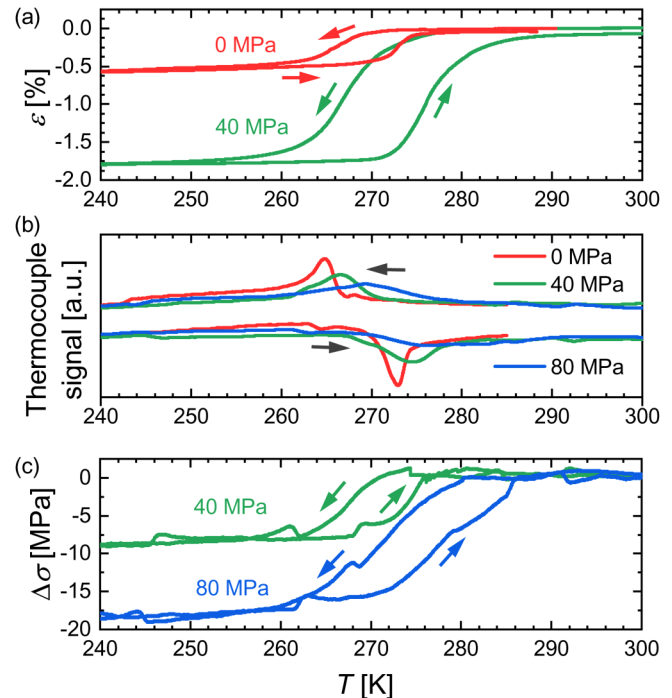 (a)
ε [%]
0.0
-0.5
-1.0
-1.5
-2.0
0 MPa
40 MPa
240 250 260 270 280 290 300
(b)
Thermocouple
signal [a.u.]
0 MPa
40 MPa
80 MPa
240 250 260 270 280 290 300
(c)
Δσ [MPa]
0
-5
-10
-15
-20
40 MPa
80 MPa
240 250 260 270 280 290 300
T [K]